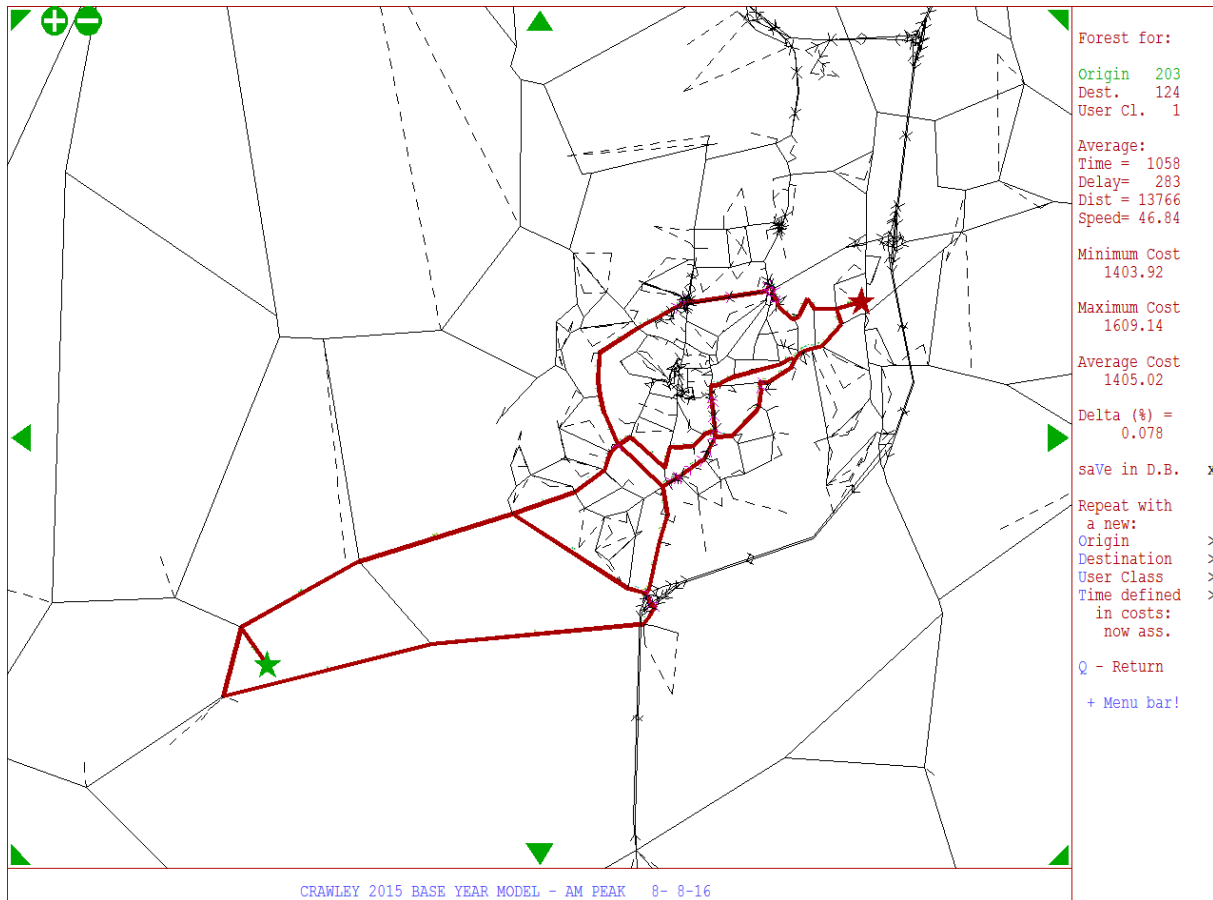 Forest for:
Origin 203
Dest. 124
User Cl. 1
Average:
Time = 1058
Delay= 283
Dist = 13766
Speed= 46.84
Minimum Cost
1403.92
Maximum Cost
1609.14
Average Cost
1405.02
Delta (%) =
0.078
saVe in D.B. x
Repeat with
a new:
Origin >
Destination >
User Class >
Time defined >
in costs:
now ass.
Q - Return
+ Menu bar!
CRAWLEY 2015 BASE YEAR MODEL - AM PEAK 8- 8-16